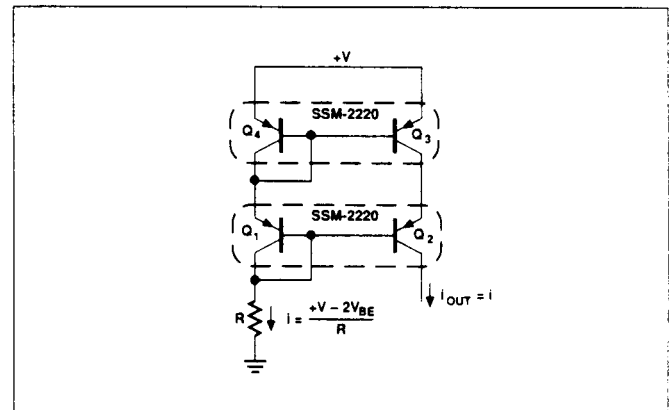 +V
SSM-2220
Q4 Q3
SSM-2220
Q1 Q2
iOUT = i
R i = +V – 2VBE
R